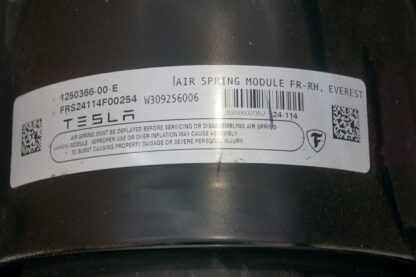 1250366-00-E
AIR SPRING MODULE FR-RH, EVEREST
FRS24114F00254 W309256006
24-114
TESLA
AIR SPRING MUST BE DEFLATED BEFORE SERVICING OR DISASSEMBLING AIR SPRING
MODULE. IMPROPER USE OR OVER INFLATION MAY CAUSE ASSEMBLY
TO BURST CAUSING PROPERTY DAMAGE OR SEVERE PERSONAL INJURY